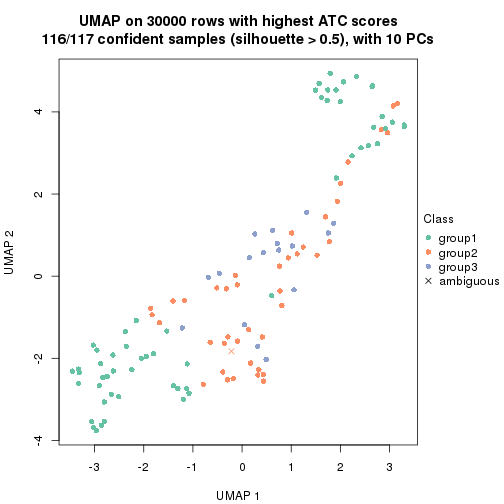 UMAP on 30000 rows with highest ATC scores
116/117 confident samples (silhouette > 0.5), with 10 PCs
4
2
0
-2
-4
UMAP 2
-3
-2
-1
0
1
2
3
UMAP 1
Class
group1
group2
group3
ambiguous